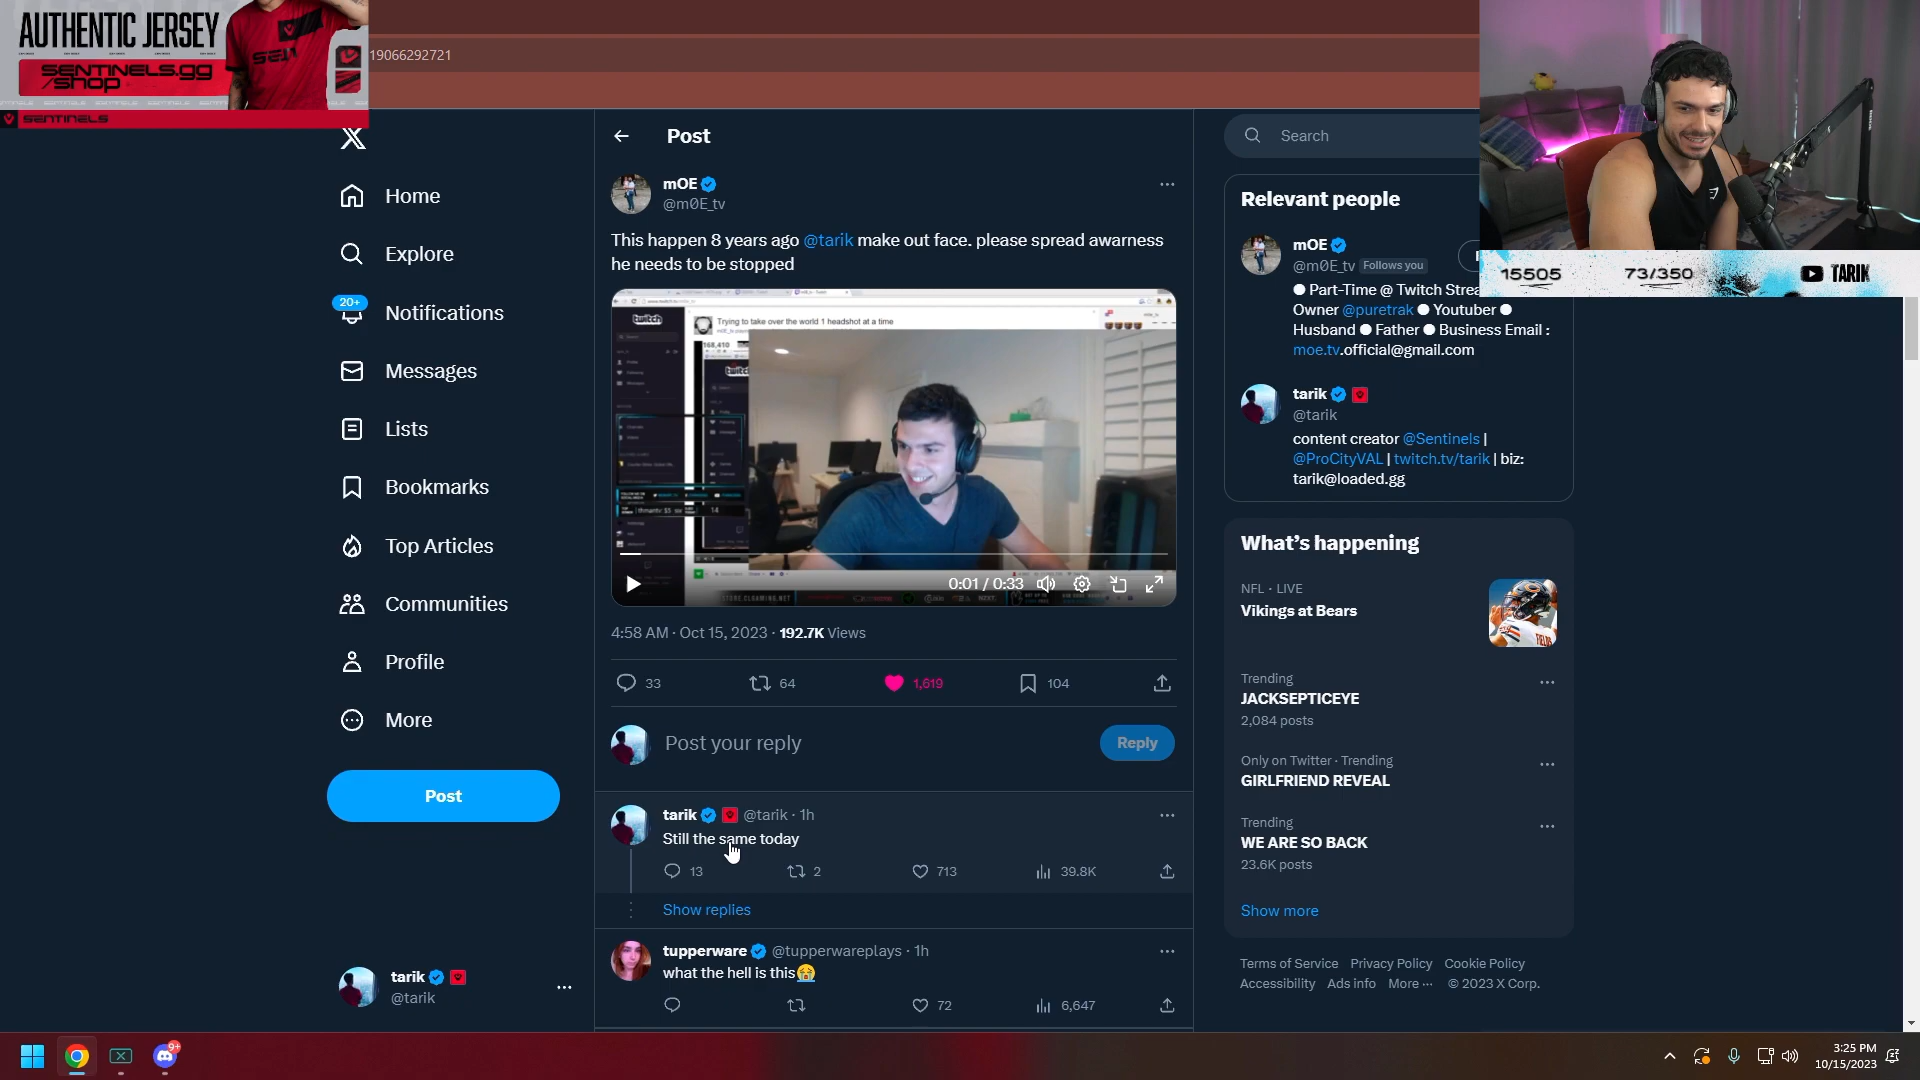 AUTHENTIC JERSEY
SENTINELS.gg
/SHOP
SENTINELS
19066292721
Home
Explore
20+
Notifications
Messages
Lists
Bookmarks
Top Articles
Communities
Profile
More
Post
tarik
@tarik
Post
mOE
@m0E_tv
This happen 8 years ago @tarik make out face. please spread awarness
he needs to be stopped
twitch
Trying to take over the world 1 headshot at a time
168,410
14
0:01 / 0:33
4:58 AM · Oct 15, 2023 · 192.7K Views
33
64
1,619
104
Post your reply
Reply
tarik @tarik · 1h
Still the same today
13
2
713
39.8K
Show replies
tupperware @tupperwareplays · 1h
what the hell is this😭
72
6,647
Search
15505
73/350
TARIK
Relevant people
mOE
@m0E_tv Follows you
● Part-Time @ Twitch Strea
Owner @puretrak ● Youtuber ●
Husband ● Father ● Business Email :
moe.tv.official@gmail.com
tarik
@tarik
content creator @Sentinels |
@ProCityVAL | twitch.tv/tarik | biz:
tarik@loaded.gg
What's happening
NFL · LIVE
Vikings at Bears
Trending
JACKSEPTICEYE
2,084 posts
Only on Twitter · Trending
GIRLFRIEND REVEAL
Trending
WE ARE SO BACK
23.6K posts
Show more
Terms of Service Privacy Policy Cookie Policy
Accessibility Ads info More ··· © 2023 X Corp.
9+
3:25 PM
10/15/2023